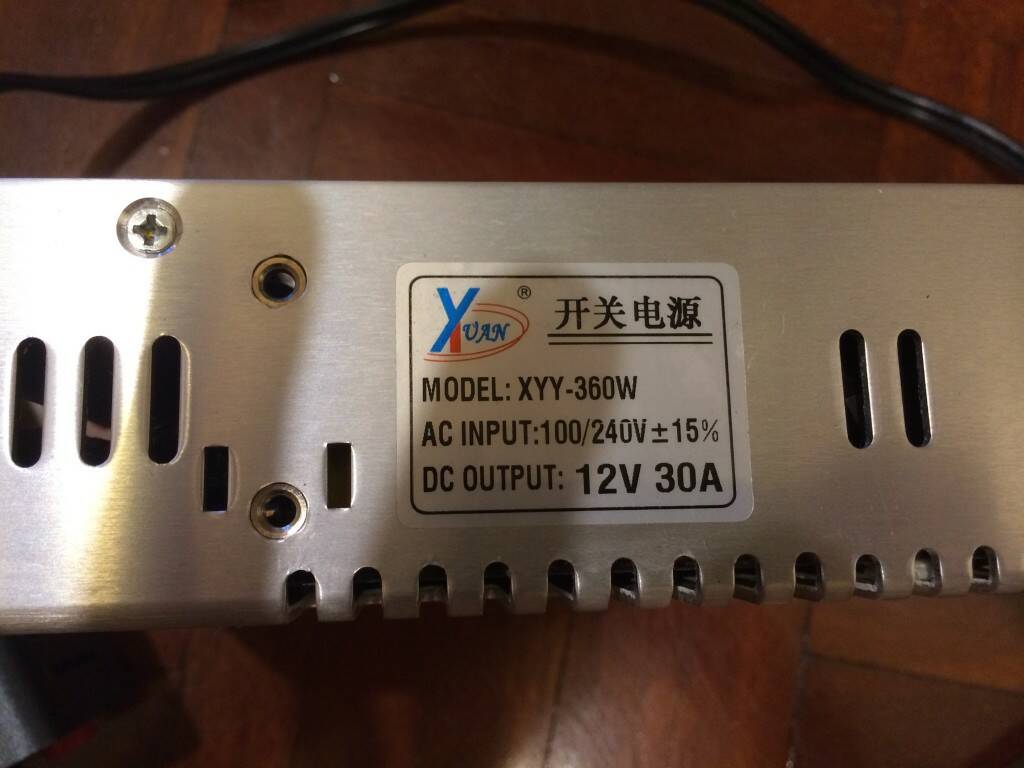 YUAN® 开关电源
MODEL: XYY-360W
AC INPUT:100/240V±15%
DC OUTPUT: 12V 30A